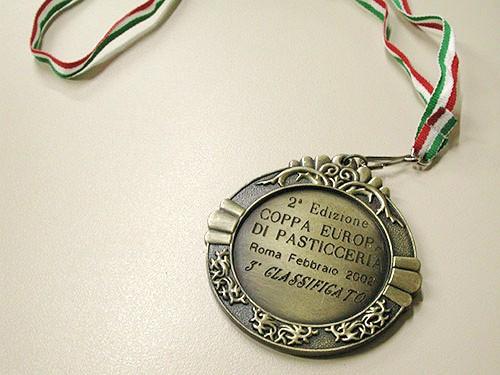 2ª Edizione
COPPA EUROPA
DI PASTICCERIA
Roma Febbraio 2002
3° CLASSIFICATO